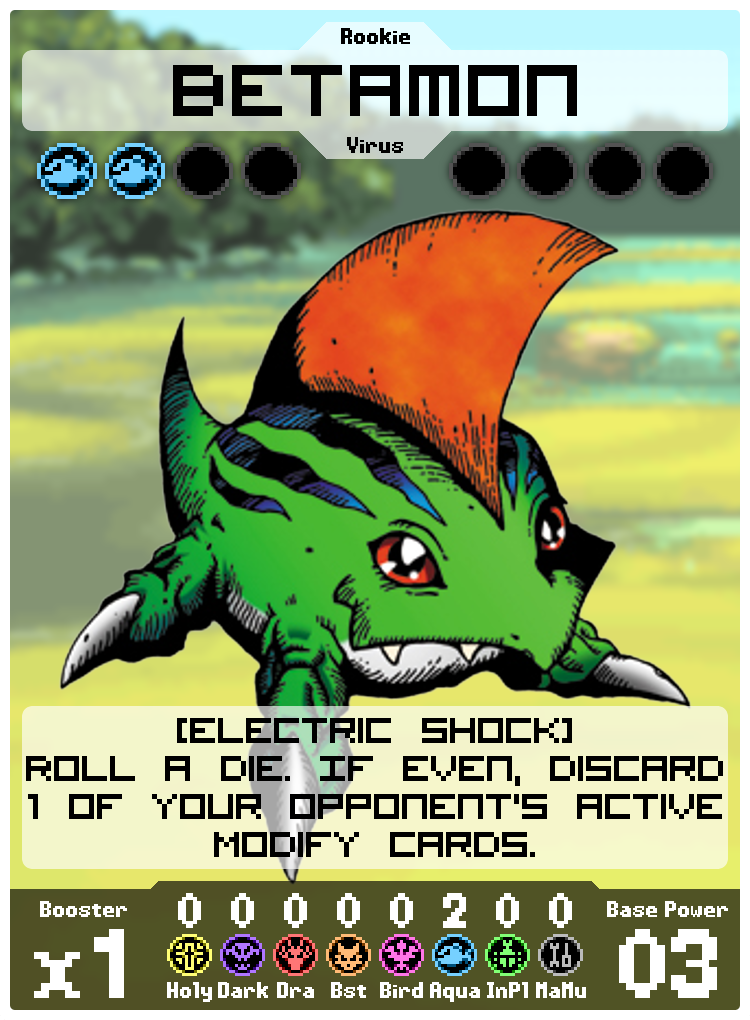 Rookie
BETAMON
Virus
[ELECTRIC SHOCK]
ROLL A DIE. IF EVEN, DISCARD
1 OF YOUR OPPONENT'S ACTIVE
MODIFY CARDS.
Booster
x1
0 0 0 0 0 2 0 0
Holy Dark Dra Bst Bird Aqua InPl MaMu
Base Power
03